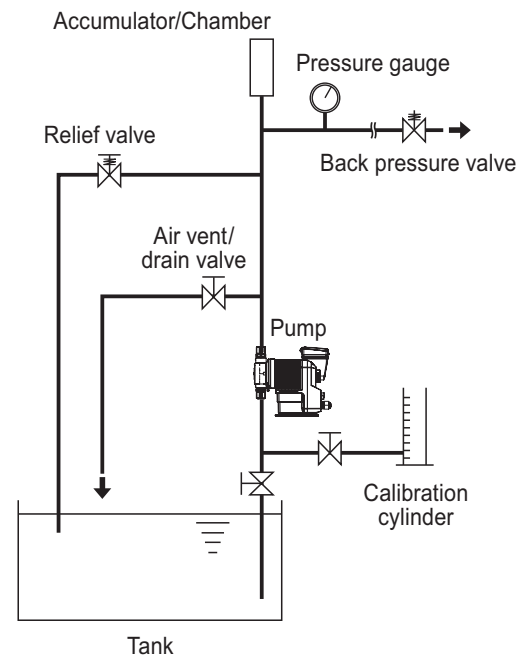 Accumulator/Chamber
Pressure gauge
Relief valve
Back pressure valve
Air vent/
drain valve
Pump
Calibration
cylinder
Tank